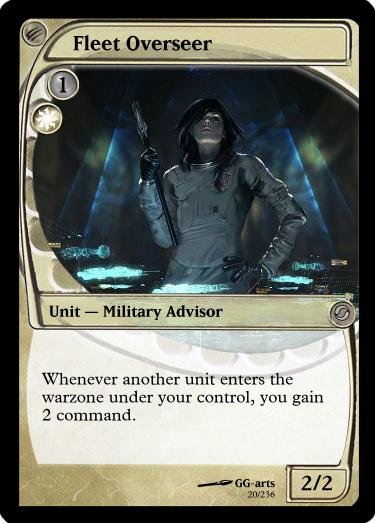 Fleet Overseer
1
Unit — Military Advisor
Whenever another unit enters the
warzone under your control, you gain
2 command.
GG-arts
20/236
2/2